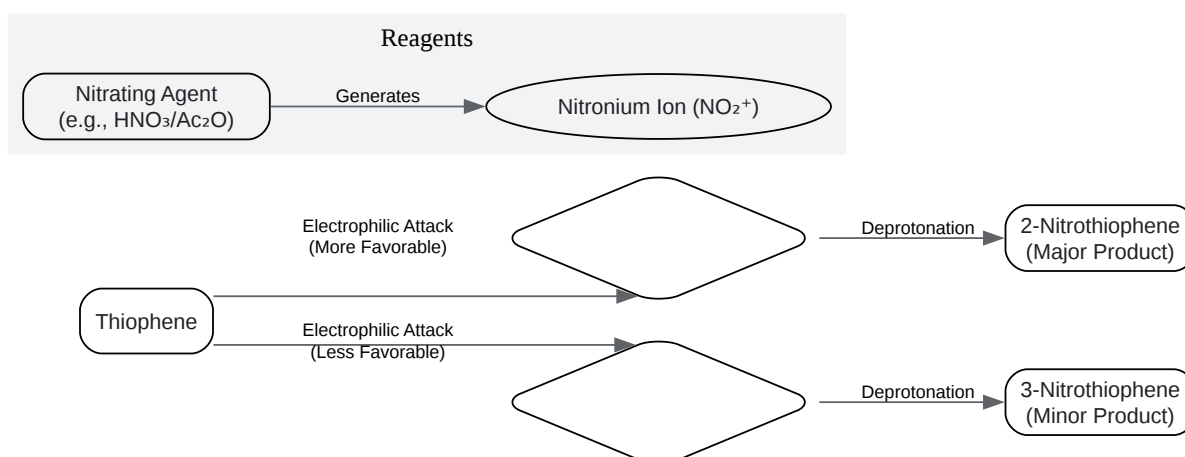 Reagents
Nitrating Agent
(e.g., HNO₃/Ac₂O)
Generates
Nitronium Ion (NO₂⁺)
Electrophilic Attack
(More Favorable)
Deprotonation
2-Nitrothiophene
(Major Product)
Thiophene
Electrophilic Attack
(Less Favorable)
Deprotonation
3-Nitrothiophene
(Minor Product)